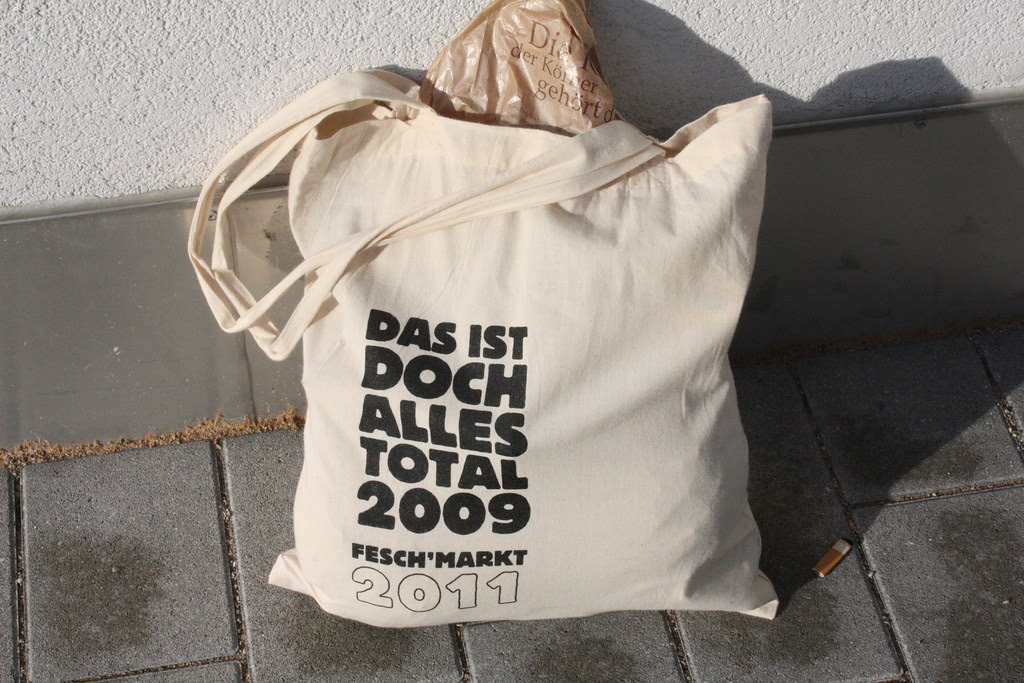 Die
der Körper
gehört d
DAS IST
DOCH
ALLES
TOTAL
2009
FESCH'MARKT
2011